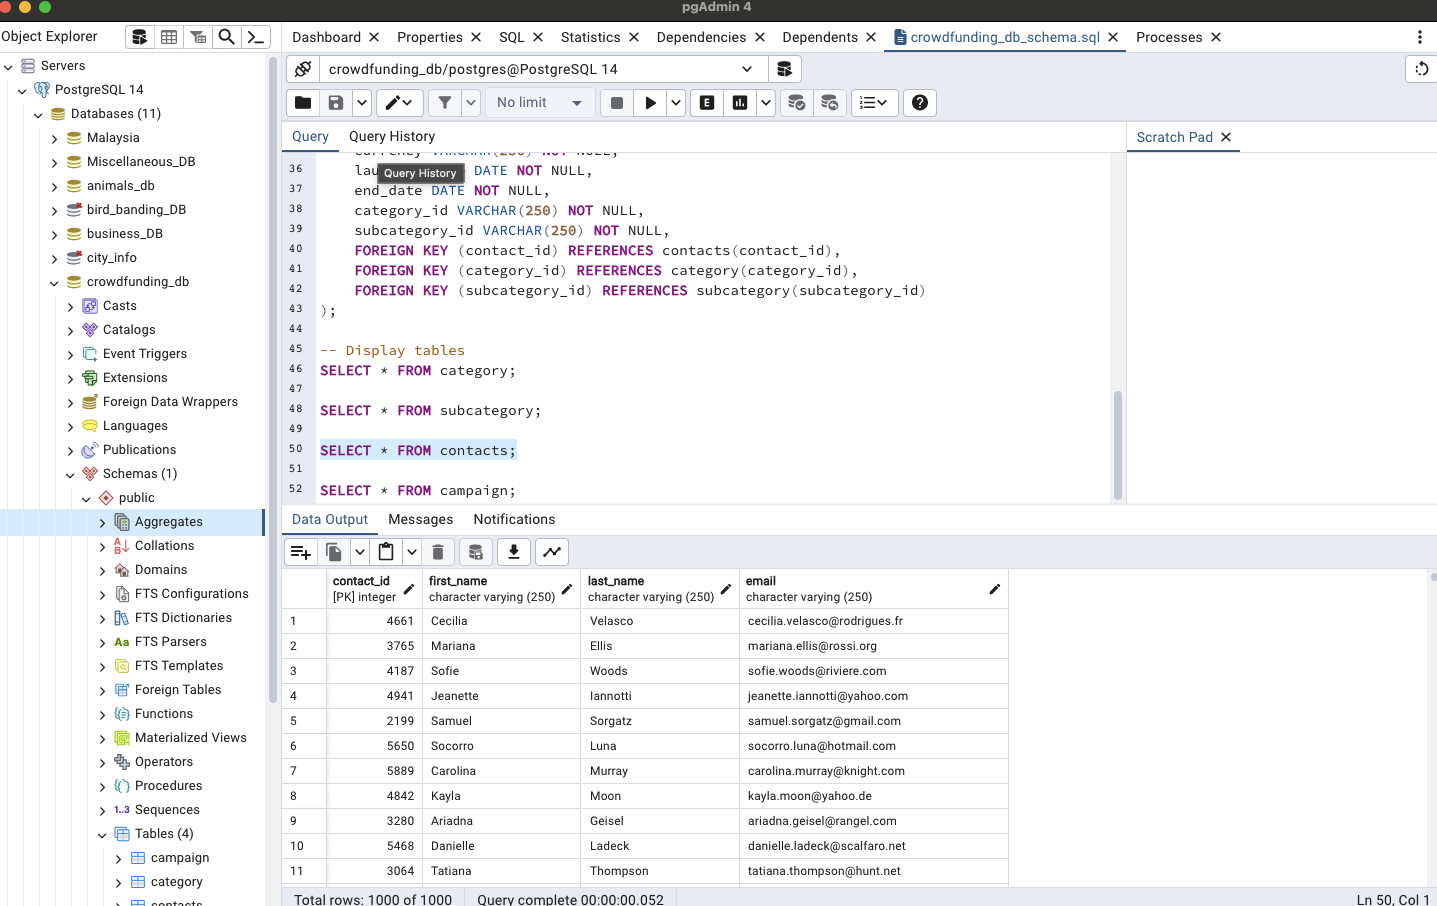 pgAdmin 4
Object Explorer
Dashboard Properties SQL Statistics Dependencies Dependents crowdfunding_db_schema.sql Processes
Servers
PostgreSQL 14
Databases (11)
Malaysia
Miscellaneous_DB
animals_db
bird_banding_DB
business_DB
city_info
crowdfunding_db
Casts
Catalogs
Event Triggers
Extensions
Foreign Data Wrappers
Languages
Publications
Schemas (1)
public
Aggregates
Collations
Domains
FTS Configurations
FTS Dictionaries
Aa FTS Parsers
FTS Templates
Foreign Tables
Functions
Materialized Views
Operators
Procedures
1..3 Sequences
Tables (4)
campaign
category
contacts
crowdfunding_db/postgres@PostgreSQL 14
No limit
E
Query Query History
Scratch Pad
currency VARCHAR(250) NOT NULL,
36 lau DATE NOT NULL,
Query History
37 end_date DATE NOT NULL,
38 category_id VARCHAR(250) NOT NULL,
39 subcategory_id VARCHAR(250) NOT NULL,
40 FOREIGN KEY (contact_id) REFERENCES contacts(contact_id),
41 FOREIGN KEY (category_id) REFERENCES category(category_id),
42 FOREIGN KEY (subcategory_id) REFERENCES subcategory(subcategory_id)
43 );
44
45 -- Display tables
46 SELECT * FROM category;
47
48 SELECT * FROM subcategory;
49
50 SELECT * FROM contacts;
51
52 SELECT * FROM campaign;
Data Output Messages Notifications
contact_id first_name last_name email
[PK] integer character varying (250) character varying (250) character varying (250)
1 4661 Cecilia Velasco cecilia.velasco@rodrigues.fr
2 3765 Mariana Ellis mariana.ellis@rossi.org
3 4187 Sofie Woods sofie.woods@riviere.com
4 4941 Jeanette Iannotti jeanette.iannotti@yahoo.com
5 2199 Samuel Sorgatz samuel.sorgatz@gmail.com
6 5650 Socorro Luna socorro.luna@hotmail.com
7 5889 Carolina Murray carolina.murray@knight.com
8 4842 Kayla Moon kayla.moon@yahoo.de
9 3280 Ariadna Geisel ariadna.geisel@rangel.com
10 5468 Danielle Ladeck danielle.ladeck@scalfaro.net
11 3064 Tatiana Thompson tatiana.thompson@hunt.net
Total rows: 1000 of 1000 Query complete 00:00:00.052 Ln 50, Col 1